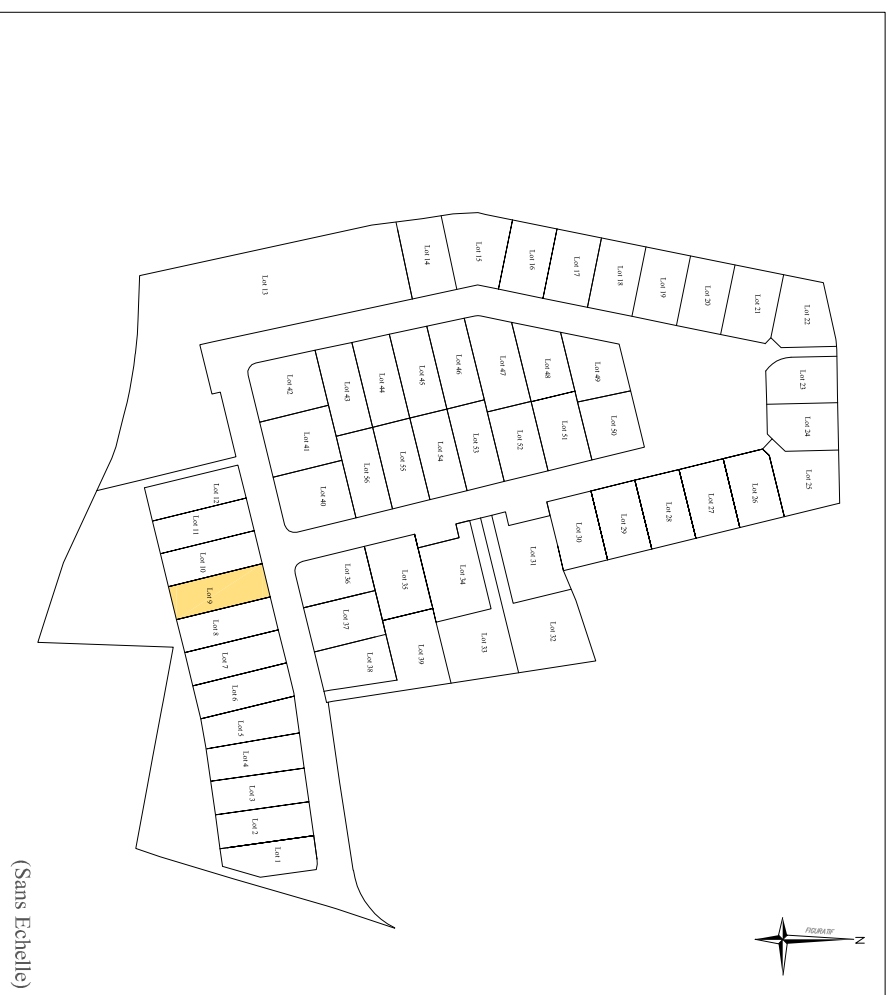 Lot 1
Lot 2
Lot 3
Lot 4
Lot 5
Lot 6
Lot 7
Lot 8
Lot 9
Lot 10
Lot 11
Lot 12
Lot 13
Lot 14
Lot 15
Lot 16
Lot 17
Lot 18
Lot 19
Lot 20
Lot 21
Lot 22
Lot 23
Lot 24
Lot 25
Lot 26
Lot 27
Lot 28
Lot 29
Lot 30
Lot 31
Lot 32
Lot 33
Lot 34
Lot 35
Lot 36
Lot 37
Lot 38
Lot 39
Lot 40
Lot 41
Lot 42
Lot 43
Lot 44
Lot 45
Lot 46
Lot 47
Lot 48
Lot 49
Lot 50
Lot 51
Lot 52
Lot 53
Lot 54
Lot 55
Lot 56
N
FIGURATIF
(Sans Echelle)